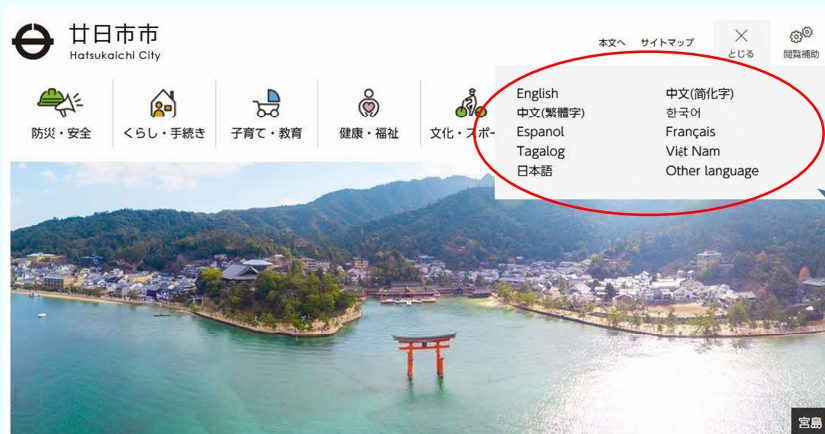 廿日市市
Hatsukaichi City
本文へ サイトマップ
とじる
閲覧補助
防災・安全
くらし・手続き
子育て・教育
健康・福祉
文化・スポー
English
中文(简化字)
中文(繁體字)
한국어
Espanol
Français
Tagalog
Việt Nam
日本語
Other language
宮島